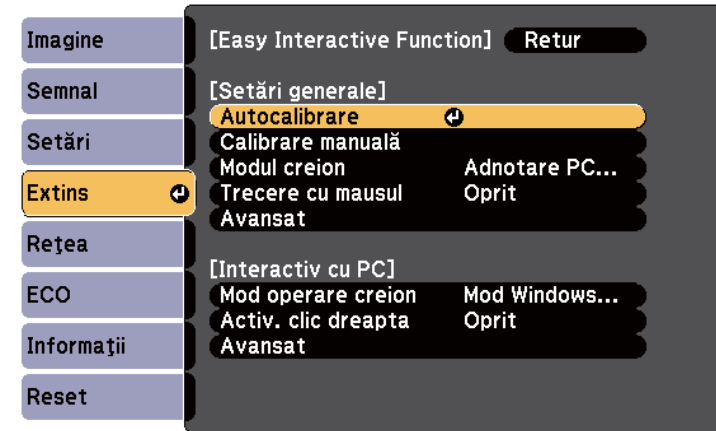 Imagine
Semnal
Setări
Extins
Reţea
ECO
Informaţii
Reset
[Easy Interactive Function] Retur
[Setări generale]
Autocalibrare
Calibrare manuală
Modul creion Adnotare PC...
Trecere cu mausul Oprit
Avansat
[Interactiv cu PC]
Mod operare creion Mod Windows...
Activ. clic dreapta Oprit
Avansat